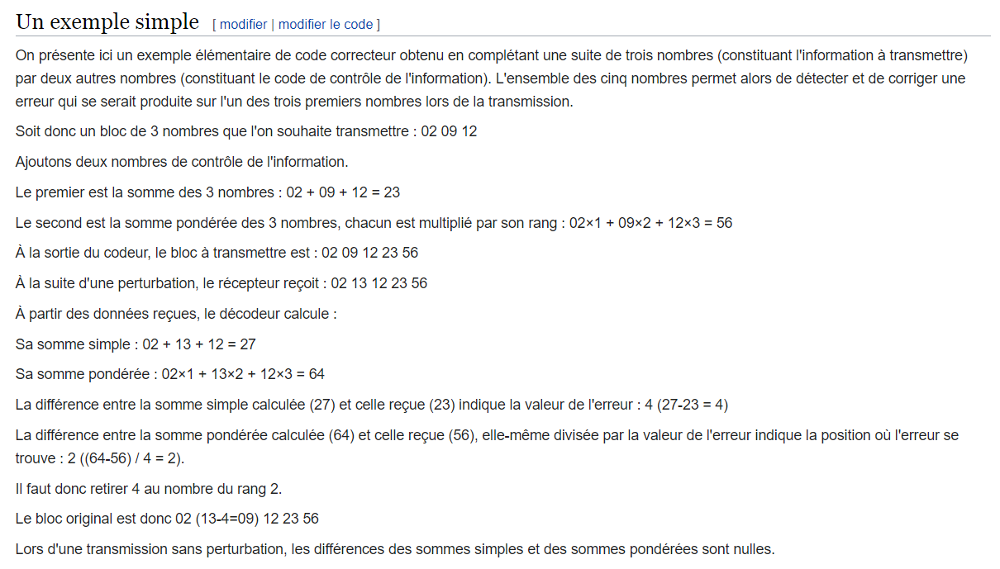 Un exemple simple [ modifier | modifier le code ]
On présente ici un exemple élémentaire de code correcteur obtenu en complétant une suite de trois nombres (constituant l'information à transmettre)
par deux autres nombres (constituant le code de contrôle de l'information). L'ensemble des cinq nombres permet alors de détecter et de corriger une
erreur qui se serait produite sur l'un des trois premiers nombres lors de la transmission.
Soit donc un bloc de 3 nombres que l'on souhaite transmettre : 02 09 12
Ajoutons deux nombres de contrôle de l'information.
Le premier est la somme des 3 nombres : 02 + 09 + 12 = 23
Le second est la somme pondérée des 3 nombres, chacun est multiplié par son rang : 02×1 + 09×2 + 12×3 = 56
À la sortie du codeur, le bloc à transmettre est : 02 09 12 23 56
À la suite d'une perturbation, le récepteur reçoit : 02 13 12 23 56
À partir des données reçues, le décodeur calcule :
Sa somme simple : 02 + 13 + 12 = 27
Sa somme pondérée : 02×1 + 13×2 + 12×3 = 64
La différence entre la somme simple calculée (27) et celle reçue (23) indique la valeur de l'erreur : 4 (27-23 = 4)
La différence entre la somme pondérée calculée (64) et celle reçue (56), elle-même divisée par la valeur de l'erreur indique la position où l'erreur se
trouve : 2 ((64-56) / 4 = 2).
Il faut donc retirer 4 au nombre du rang 2.
Le bloc original est donc 02 (13-4=09) 12 23 56
Lors d'une transmission sans perturbation, les différences des sommes simples et des sommes pondérées sont nulles.